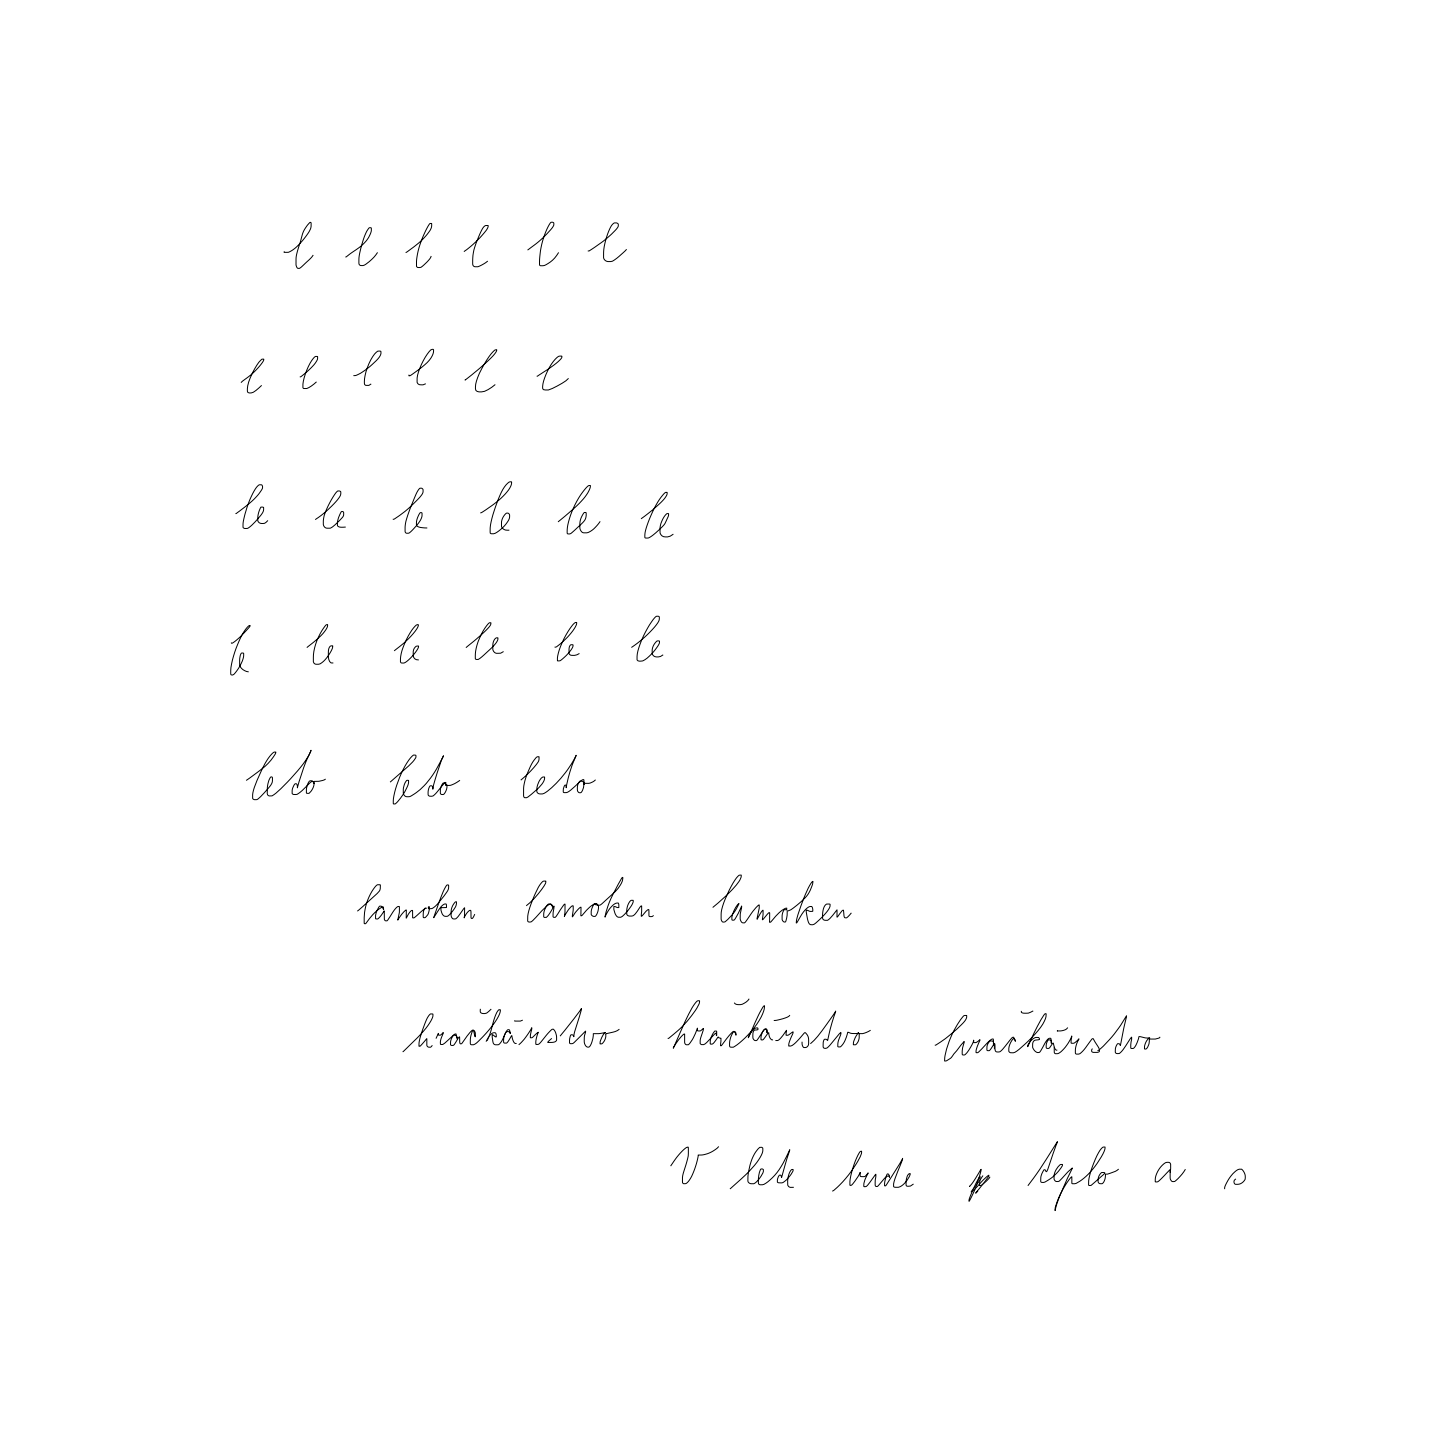 l l l l l l
l l l l l l
le le le le le le
le le le le le le
leto leto leto
lamoken lamoken lamoken
hračkárstvo hračkárstvo hračkárstvo
V lete bude teplo a s